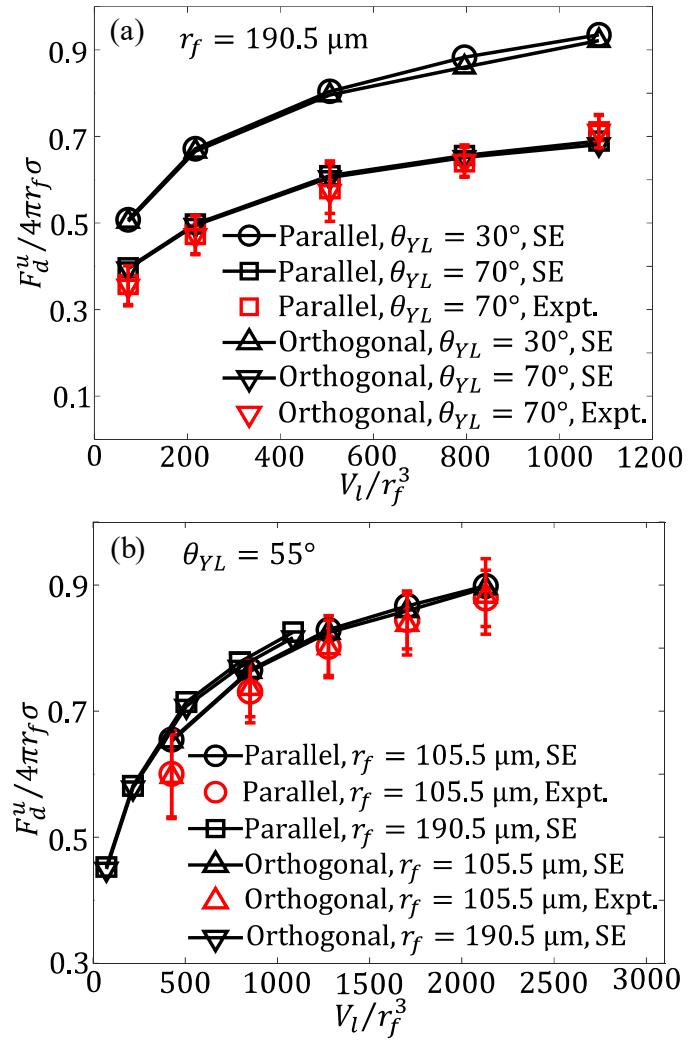 (a) r_f = 190.5 µm
F_d^u/4πr_fσ
0.9
0.7
0.5
0.3
0.1
Parallel, θ_YL = 30°, SE
Parallel, θ_YL = 70°, SE
Parallel, θ_YL = 70°, Expt.
Orthogonal, θ_YL = 30°, SE
Orthogonal, θ_YL = 70°, SE
Orthogonal, θ_YL = 70°, Expt.
0 200 400 600 800 1000 1200
V_l/r_f^3
(b) θ_YL = 55°
F_d^u/4πr_fσ
0.9
0.7
0.5
0.3
Parallel, r_f = 105.5 µm, SE
Parallel, r_f = 105.5 µm, Expt.
Parallel, r_f = 190.5 µm, SE
Orthogonal, r_f = 105.5 µm, SE
Orthogonal, r_f = 105.5 µm, Expt.
Orthogonal, r_f = 190.5 µm, SE
0 500 1000 1500 2000 2500 3000
V_l/r_f^3